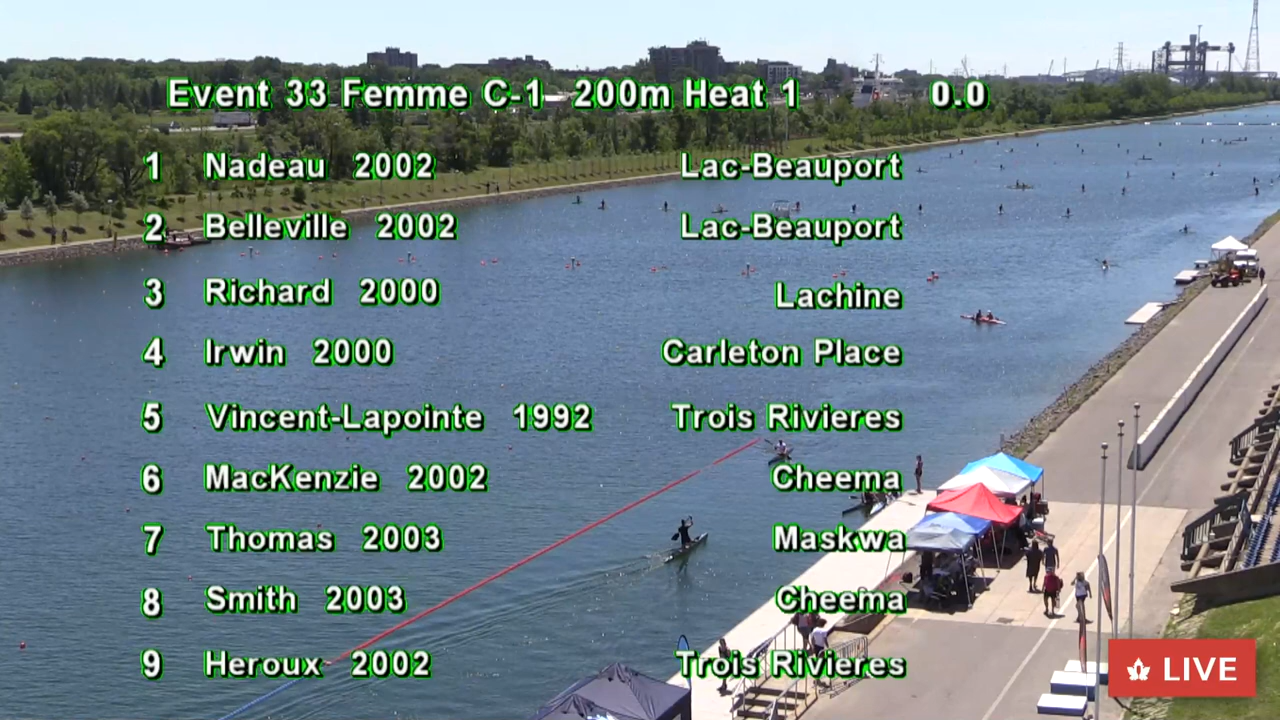 Event 33 Femme C-1 200m Heat 1 0.0
1 Nadeau 2002 Lac-Beauport
2 Belleville 2002 Lac-Beauport
3 Richard 2000 Lachine
4 Irwin 2000 Carleton Place
5 Vincent-Lapointe 1992 Trois Rivieres
6 MacKenzie 2002 Cheema
7 Thomas 2003 Maskwa
8 Smith 2003 Cheema
9 Heroux 2002 Trois Rivieres
LIVE